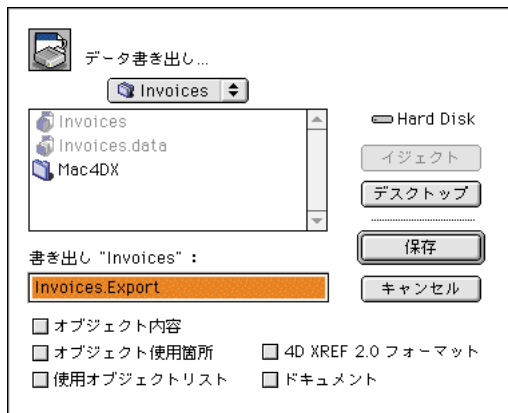 データ書き出し...
Invoices
Invoices
Invoices.data
Mac4DX
Hard Disk
イジェクト
デスクトップ
保存
キャンセル
書き出し "Invoices" :
Invoices.Export
オブジェクト内容
オブジェクト使用箇所
4D XREF 2.0 フォーマット
使用オブジェクトリスト
ドキュメント